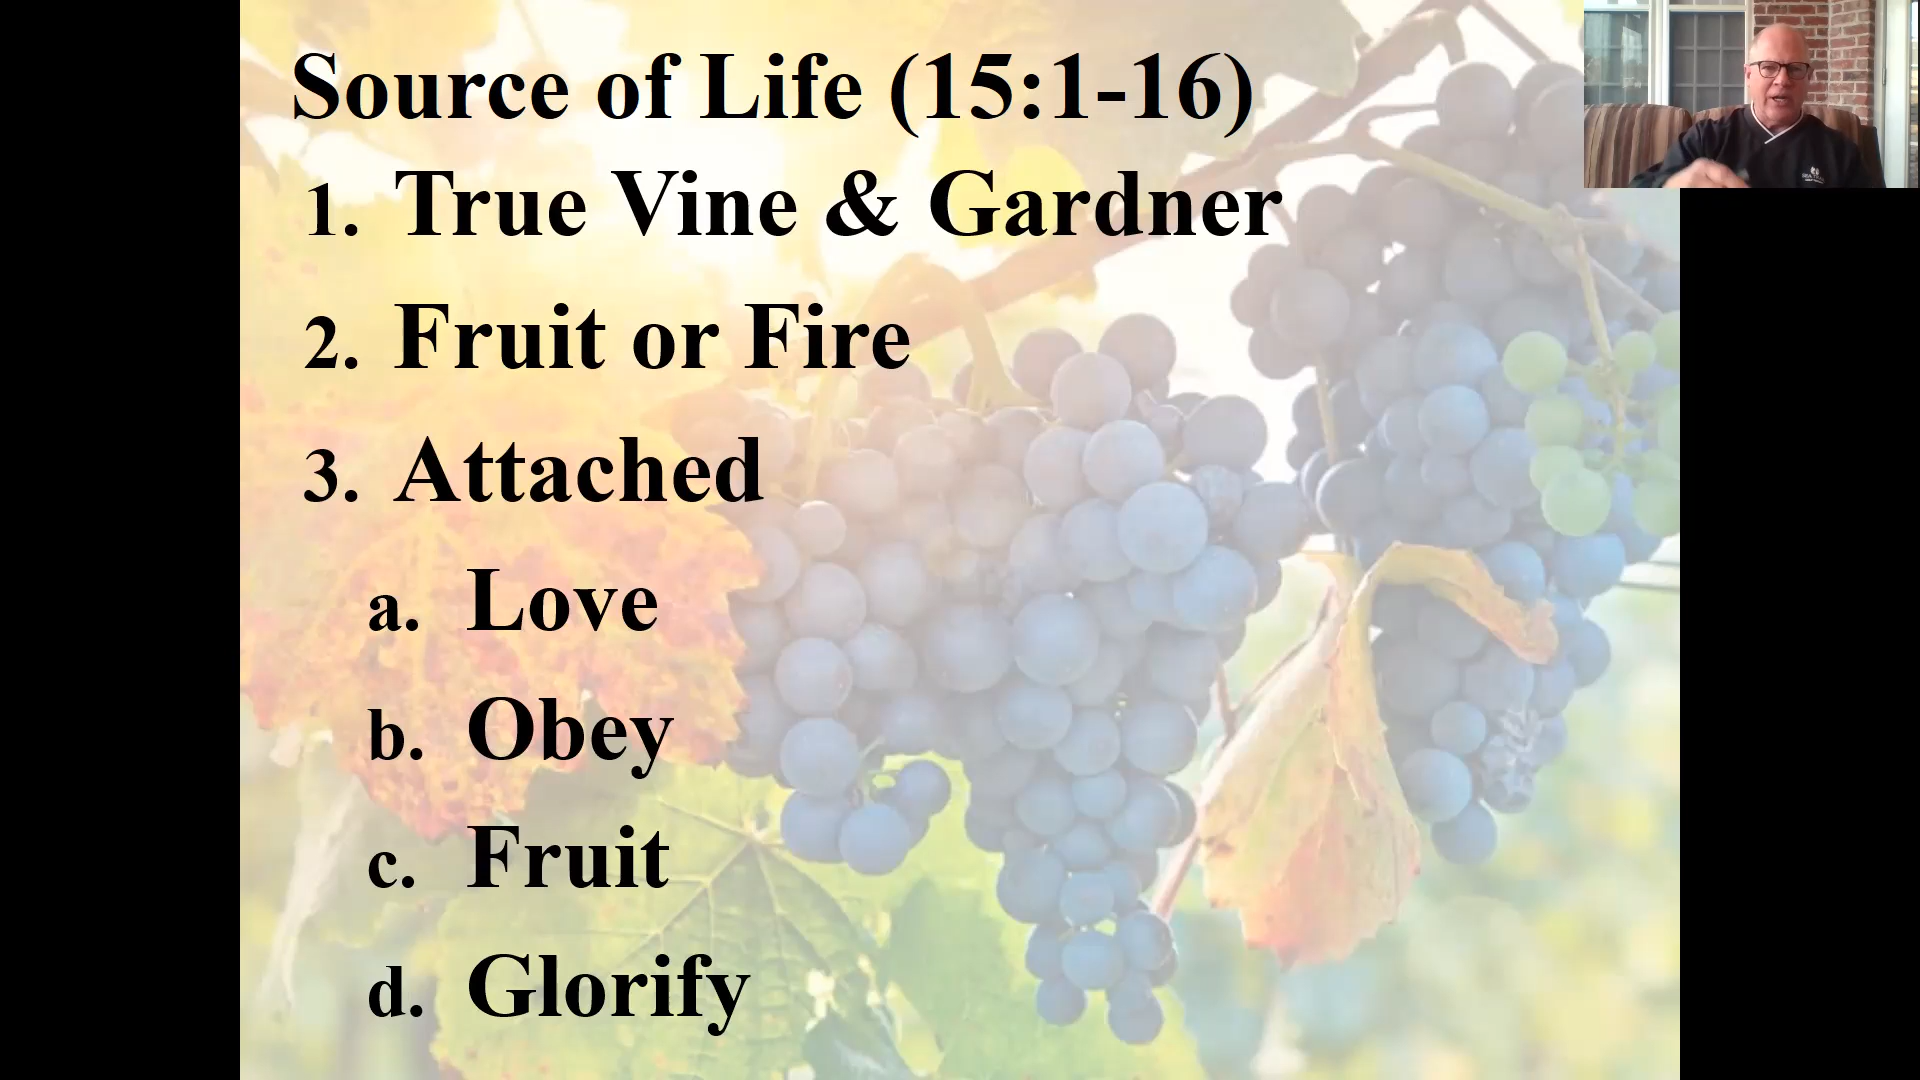 Source of Life (15:1-16)
1. True Vine & Gardner
2. Fruit or Fire
3. Attached
a. Love
b. Obey
c. Fruit
d. Glorify